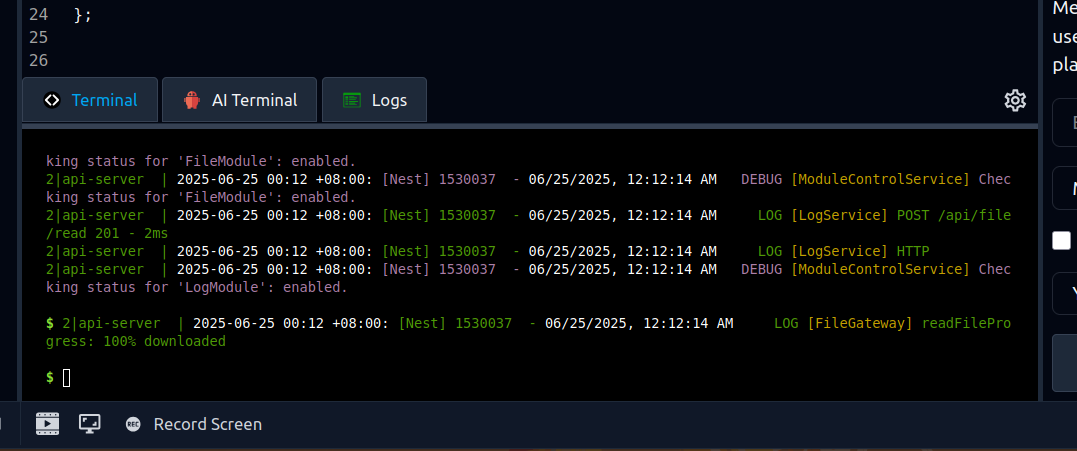 24 };
25
26
Me
use
pla
Terminal
AI Terminal
Logs
king status for 'FileModule': enabled.
2|api-server  | 2025-06-25 00:12 +08:00: [Nest] 1530037  - 06/25/2025, 12:12:14 AM   DEBUG [ModuleControlService] Chec
king status for 'FileModule': enabled.
2|api-server  | 2025-06-25 00:12 +08:00: [Nest] 1530037  - 06/25/2025, 12:12:14 AM     LOG [LogService] POST /api/file
/read 201 - 2ms
2|api-server  | 2025-06-25 00:12 +08:00: [Nest] 1530037  - 06/25/2025, 12:12:14 AM     LOG [LogService] HTTP
2|api-server  | 2025-06-25 00:12 +08:00: [Nest] 1530037  - 06/25/2025, 12:12:14 AM   DEBUG [ModuleControlService] Chec
king status for 'LogModule': enabled.
$ 2|api-server  | 2025-06-25 00:12 +08:00: [Nest] 1530037  - 06/25/2025, 12:12:14 AM     LOG [FileGateway] readFilePro
gress: 100% downloaded
$
REC Record Screen